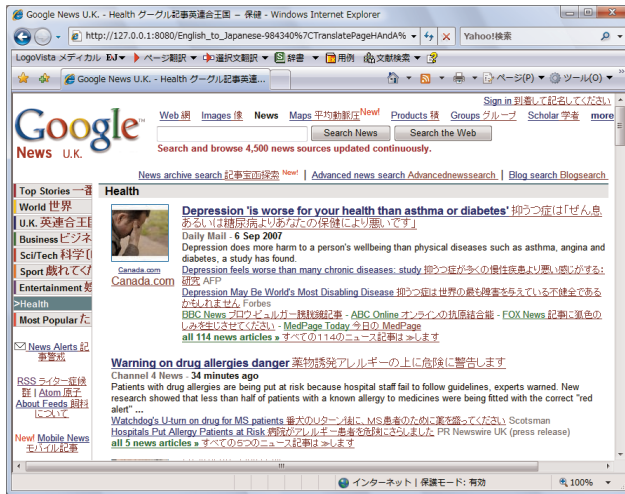 Google News U.K. - Health グーグル記事英連合王国 - 保健 - Windows Internet Explorer
http://127.0.0.1:8080/English_to_Japanese-984340%7CTranslatePageHAndA%
Yahoo!検索
LogoVista メディカル EJ ページ翻訳 選択文翻訳 辞書 用例 文献検索
Google News U.K. - Health グーグル記事英連...
ページ(P) ツール(O) »
Sign in 到着して記名してください
Web 網 Images 像 News Maps 平均動脈圧 New! Products 積 Groups グループ Scholar 学者 more
Google™
News U.K.
Search News Search the Web
Search and browse 4,500 news sources updated continuously.
News archive search 記事宝函探索 New! | Advanced news search Advancednewssearch | Blog search Blogsearch
Top Stories 一番
World 世界
U.K. 英連合王国
Business ビジネ
Sci/Tech 科学
Sport 戯れてく
Entertainment
>Health
Most Popular た
News Alerts 記事警戒
RSS ライター症候群 | Atom 原子
About Feeds 飼料について
New! Mobile News モバイル記事
Health
Canada.com
Canada.com
Depression 'is worse for your health than asthma or diabetes' 抑うつ症は「ぜん息
あるいは糖尿病よりあなたの保健により悪いです」
Daily Mail - 6 Sep 2007
Depression does more harm to a person's wellbeing than physical diseases such as asthma, angina and
diabetes, a study has found.
Depression feels worse than many chronic diseases: study 抑うつ症が多くの慢性疾患より悪い感じがする:
研究 AFP
Depression May Be World's Most Disabling Disease 抑うつ症は世界の最も障害を与えている不健全である
かもしれません Forbes
BBC News ブロウビュルガー膀胱鏡記事 - ABC Online オンラインの抗原結合能 - FOX News 記事に狐色の
しみを生じさせてください - MedPage Today 今日の MedPage
all 114 news articles » すべての114のニュース記事は≫します
Warning on drug allergies danger 薬物誘発アレルギーの上に危険に警告します
Channel 4 News - 34 minutes ago
Patients with drug allergies are being put at risk because hospital staff fail to follow guidelines, experts warned. New
research showed that less than half of patients with a known allergy to medicines were being fitted with the correct "red
alert" ...
Watchdog's U-turn on drug for MS patients 番犬のUターン後に、MS患者のために薬を盛ってください Scotsman
Hospitals Put Allergy Patients at Risk 病院がアレルギー患者を危険にさらしました PR Newswire UK (press release)
all 5 news articles » すべての5つのニュース記事は≫します
インターネット | 保護モード: 有効
100%